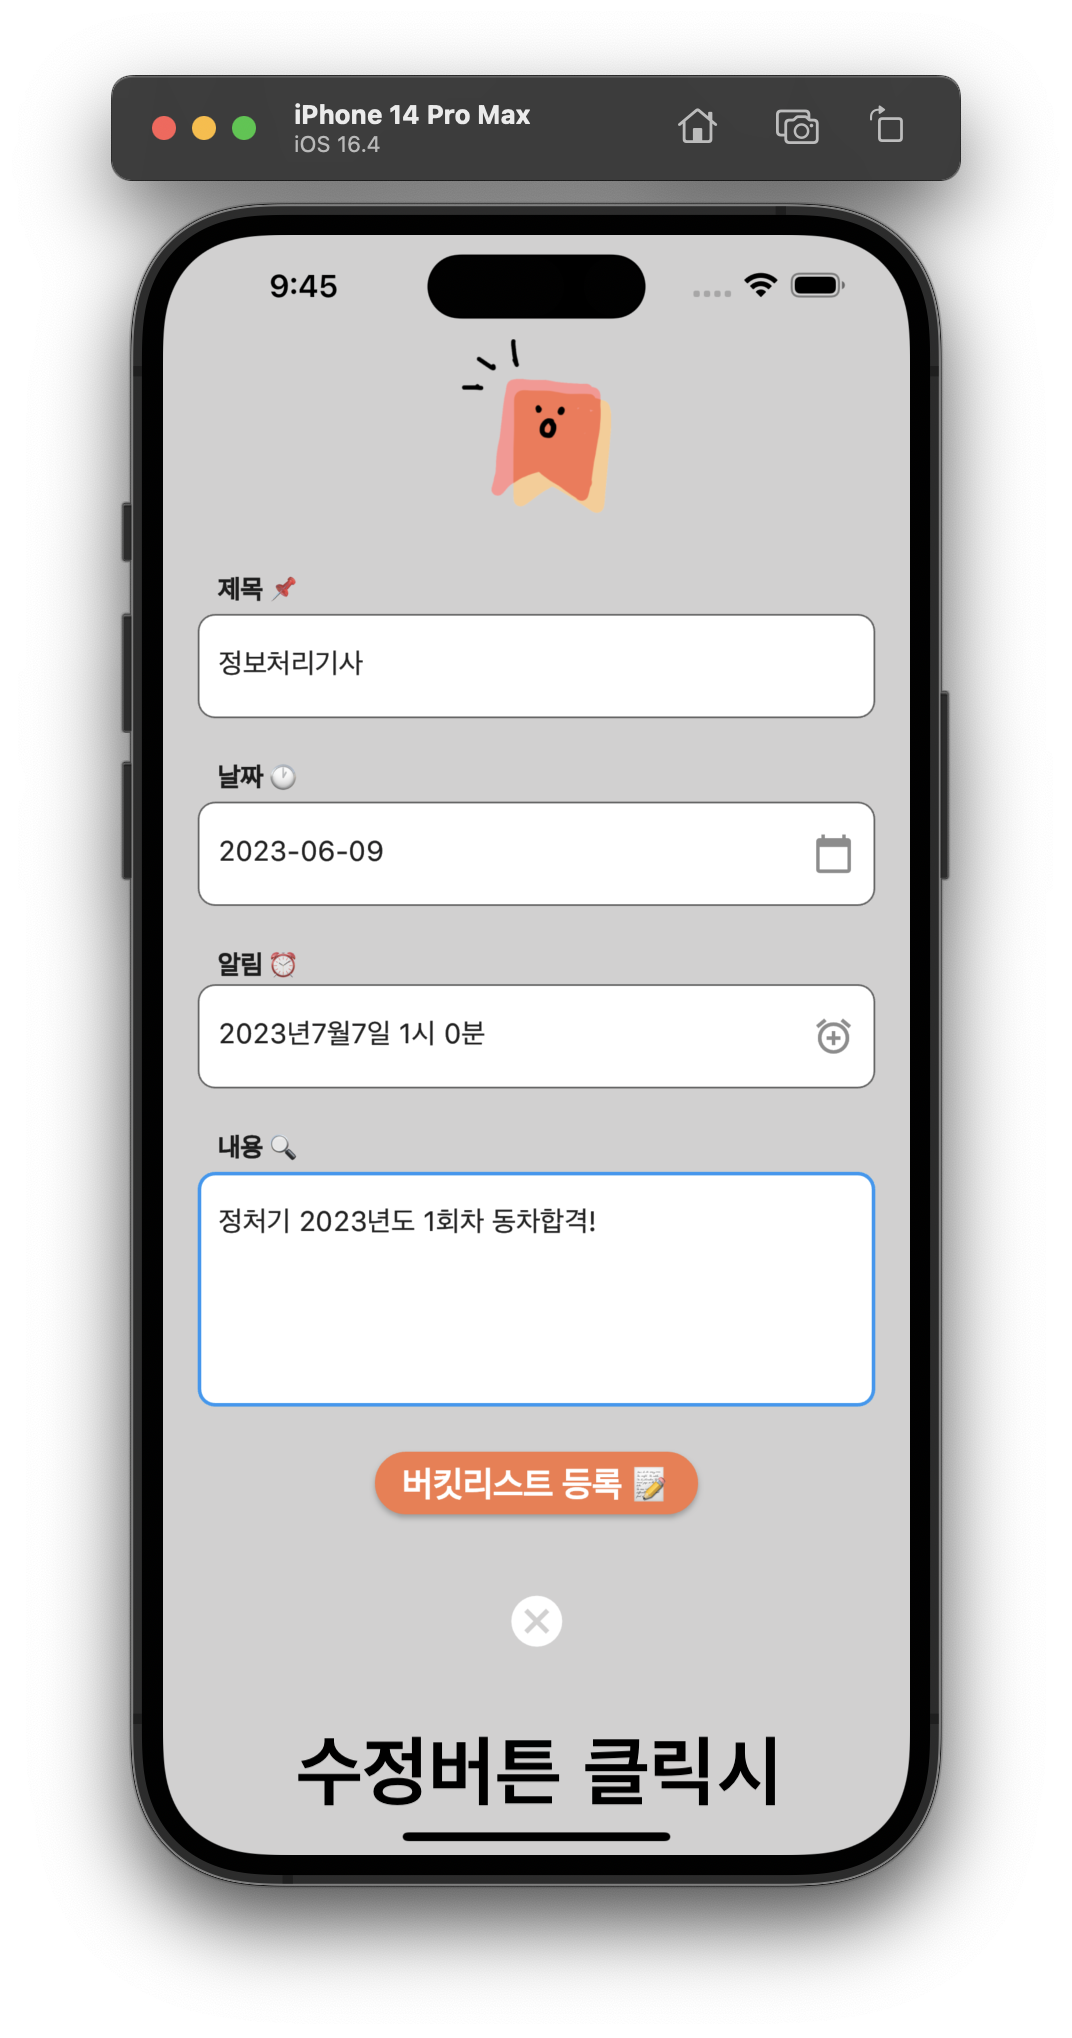 iPhone 14 Pro Max
iOS 16.4
9:45
제목 📌
정보처리기사
날짜 🕐
2023-06-09
알림 ⏰
2023년7월7일 1시 0분
내용 🔍
정처기 2023년도 1회차 동차합격!
버킷리스트 등록 📝
수정버튼 클릭시